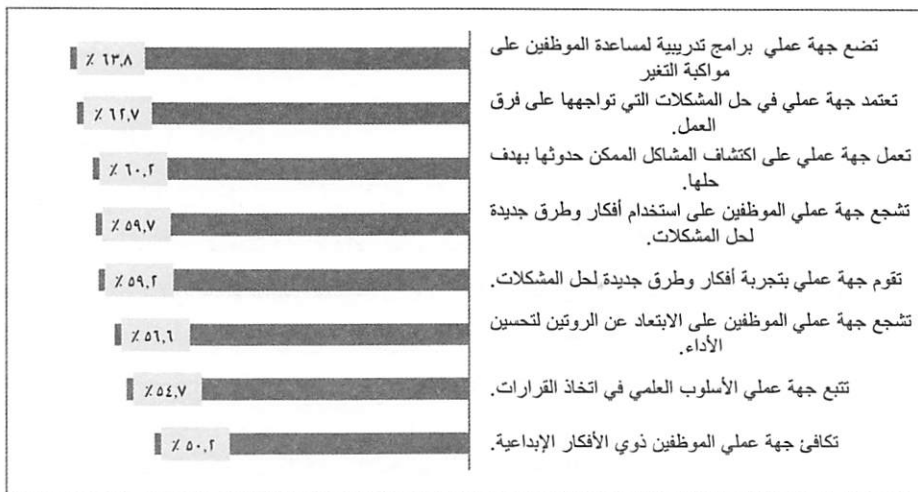 تضع جهة عملي برامج تدريبية لمساعدة الموظفين على
مواكبة التغير
٦٣,٨ ٪
تعتمد جهة عملي في حل المشكلات التي تواجهها على فرق
العمل.
٦٢,٧ ٪
تعمل جهة عملي على اكتشاف المشاكل الممكن حدوثها بهدف
حلها.
٦٠,٢ ٪
تشجع جهة عملي الموظفين على استخدام أفكار وطرق جديدة
لحل المشكلات.
٥٩,٧ ٪
تقوم جهة عملي بتجربة أفكار وطرق جديدة لحل المشكلات.
٥٩,٢ ٪
تشجع جهة عملي الموظفين على الابتعاد عن الروتين لتحسين
الأداء.
٥٦,٦ ٪
تتبع جهة عملي الأسلوب العلمي في اتخاذ القرارات.
٥٤,٧ ٪
تكافئ جهة عملي الموظفين ذوي الأفكار الإبداعية.
٥٠,٢ ٪